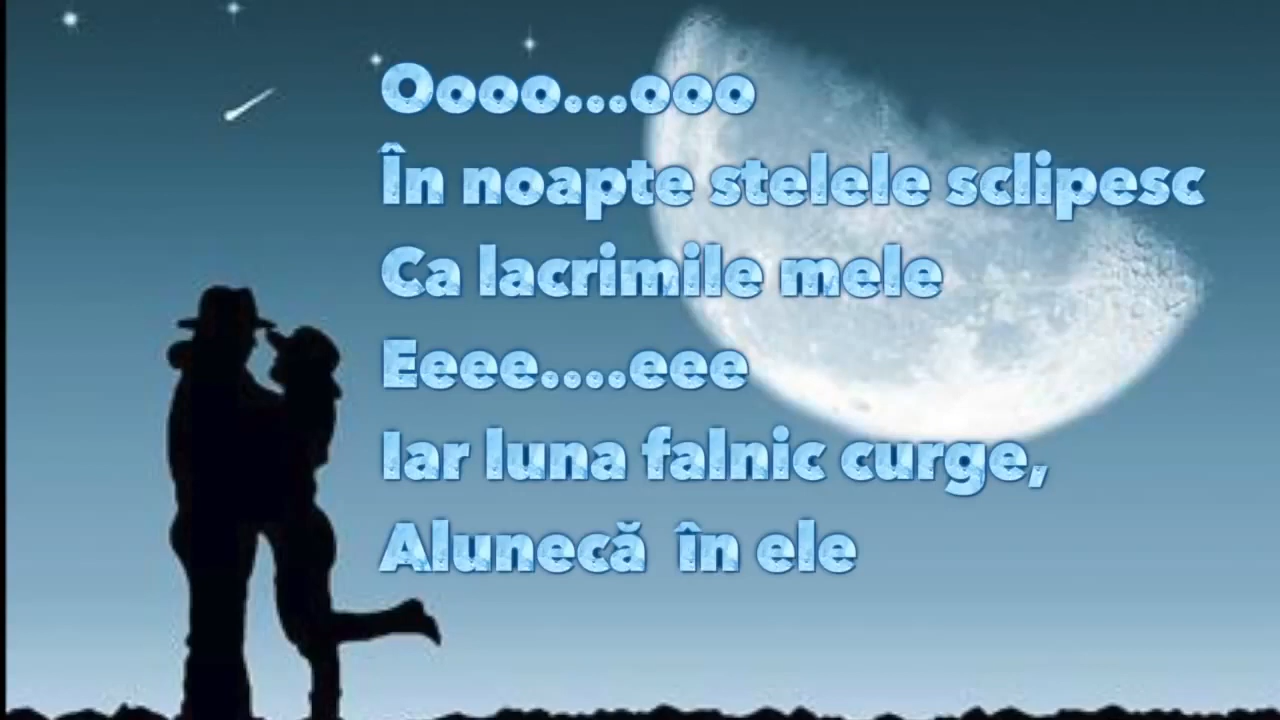 Oooo...ooo
În noapte stelele sclipesc
Ca lacrimile mele
Eeee....eee
Iar luna falnic curge,
Alunecă în ele